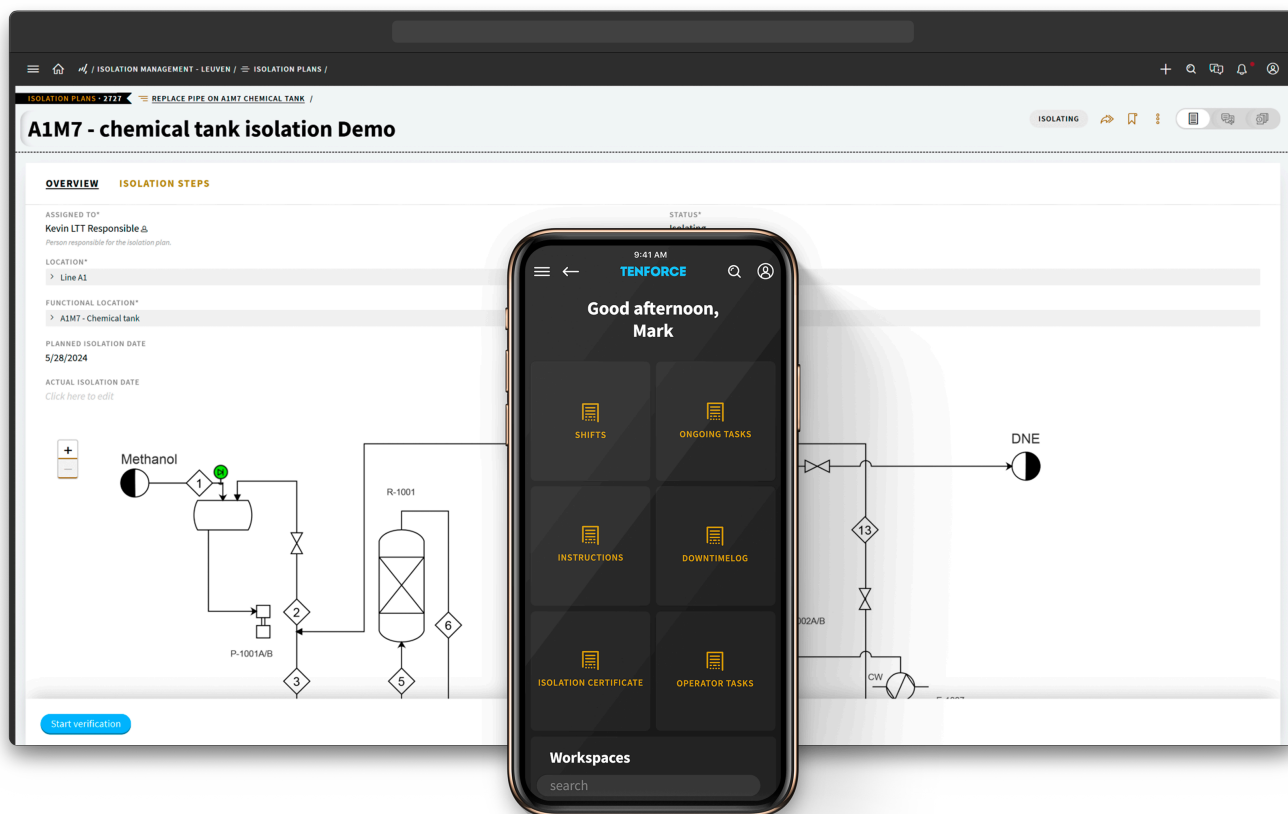 / ISOLATION MANAGEMENT - LEUVEN / ISOLATION PLANS /
ISOLATION PLANS · 2727 REPLACE PIPE ON A1M7 CHEMICAL TANK /
A1M7 - chemical tank isolation Demo
ISOLATING
OVERVIEW ISOLATION STEPS
ASSIGNED TO*
Kevin LTT Responsible
Person responsible for the isolation plan.
STATUS*
Isolating
LOCATION*
> Line A1
FUNCTIONAL LOCATION*
> A1M7 - Chemical tank
PLANNED ISOLATION DATE
5/28/2024
ACTUAL ISOLATION DATE
Click here to edit
+
−
Methanol
1
R-1001
2
P-1001A/B
3
5
6
DNE
13
002A/B
CW
Start verification
9:41 AM
TENFORCE
Good afternoon,
Mark
SHIFTS
ONGOING TASKS
INSTRUCTIONS
DOWNTIMELOG
ISOLATION CERTIFICATE
OPERATOR TASKS
Workspaces
search